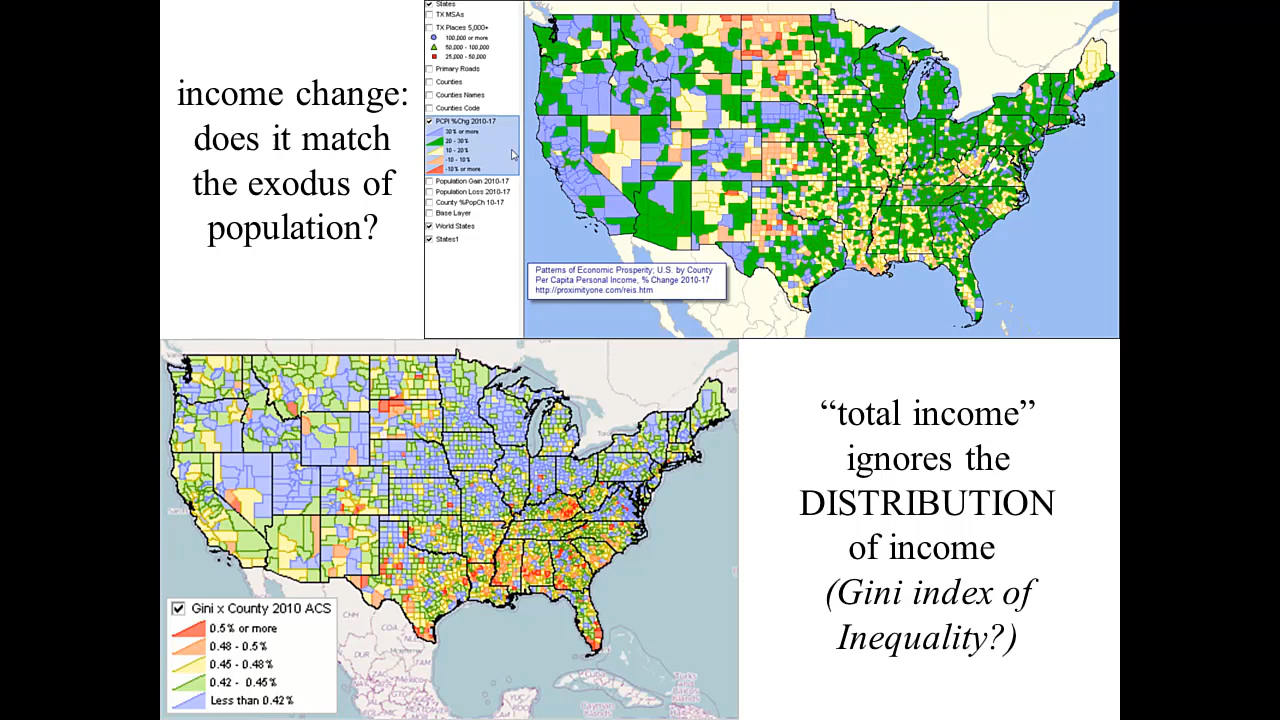 income change:
does it match
the exodus of
population?
States
TX MSAs
TX Places 5,000+
100,000 or more
50,000 - 100,000
25,000 - 50,000
Primary Roads
Counties
Counties Names
Counties Code
PCPI %Chg 2010-17
30% or more
20 - 30%
10 - 20%
-10 - 10%
-10% or more
Population Gain 2010-17
Population Loss 2010-17
County %PopCh 10-17
Base Layer
World States
States1
Patterns of Economic Prosperity; U.S. by County
Per Capita Personal Income, % Change 2010-17
http://proximityone.com/reis.htm
Gini x County 2010 ACS
0.5% or more
0.48 - 0.5%
0.45 - 0.48%
0.42 - 0.45%
Less than 0.42%
CHH
COA
DUR
NLE
TAM
Monterrey
“total income”
ignores the
DISTRIBUTION
of income
(Gini index of
Inequality?)